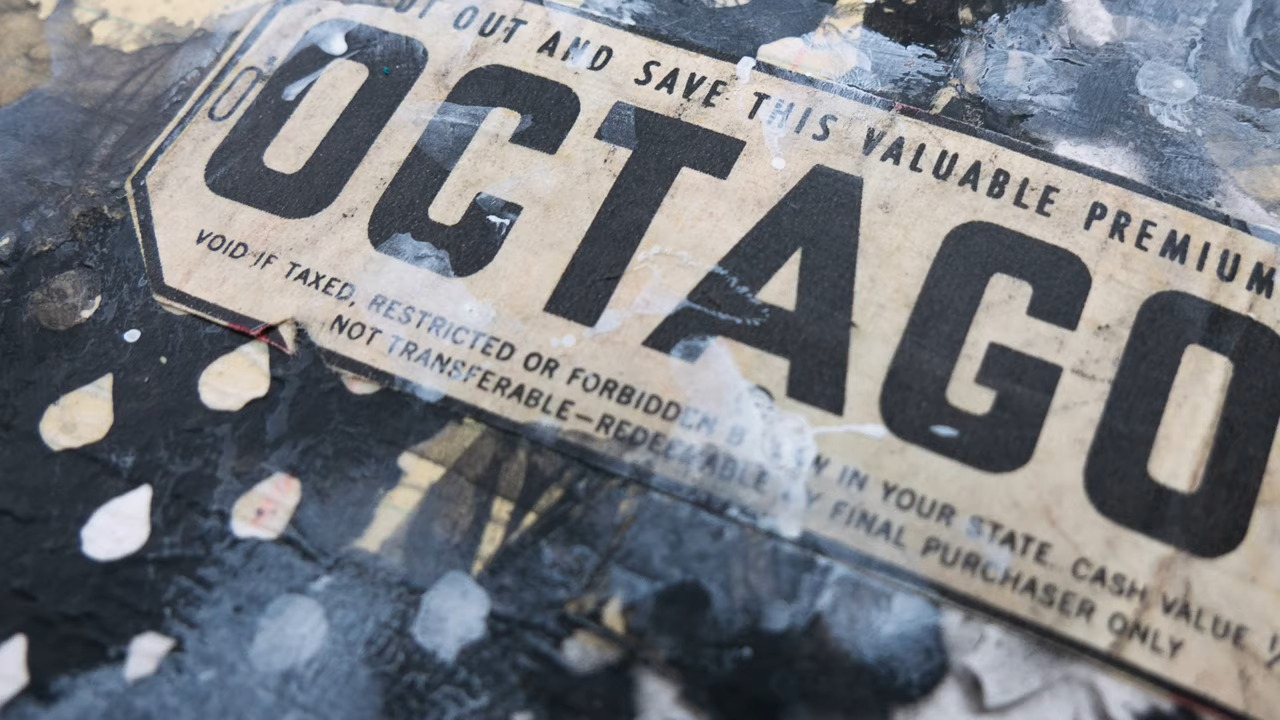 OUT AND SAVE THIS VALUABLE PREMIUM
OCTAGO
VOID IF TAXED, RESTRICTED OR FORBIDDEN IN YOUR STATE. CASH VALUE
NOT TRANSFERABLE—REDEEMABLE BY FINAL PURCHASER ONLY